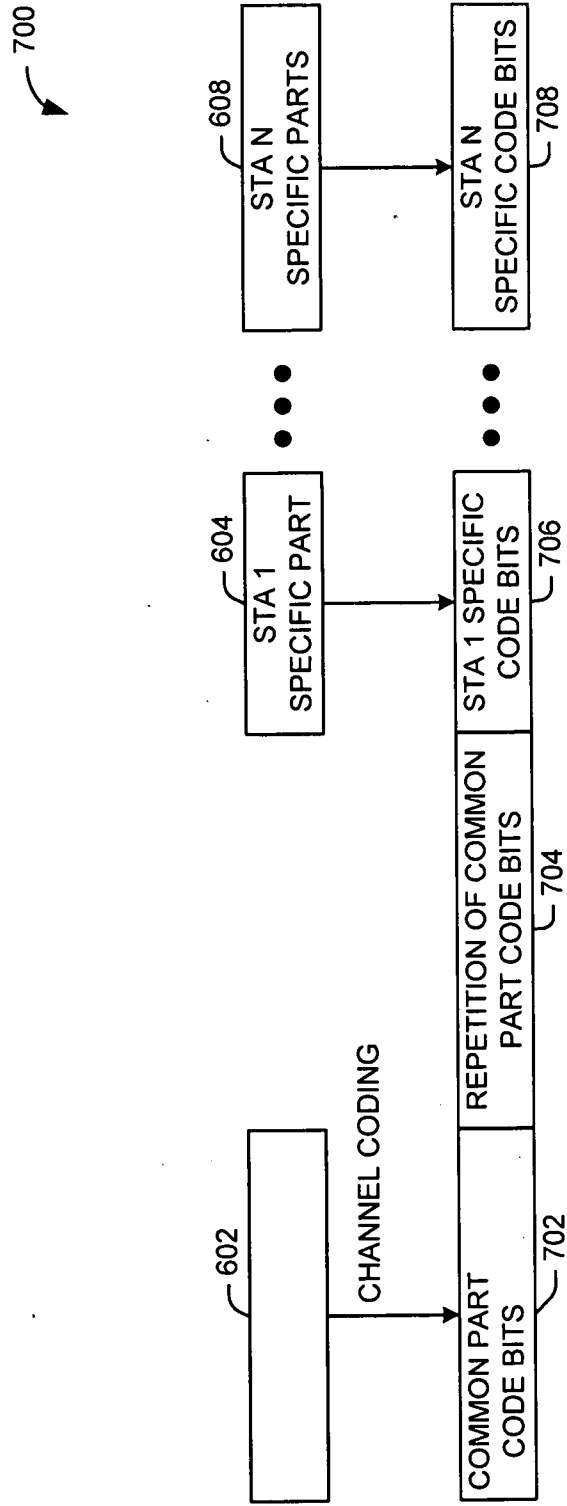 700
602
604
STA 1
SPECIFIC PART
608
STA N
SPECIFIC PARTS
CHANNEL CODING
COMMON PART
CODE BITS
702
REPETITION OF COMMON
PART CODE BITS
704
STA 1 SPECIFIC
CODE BITS
706
STA N
SPECIFIC CODE BITS
708